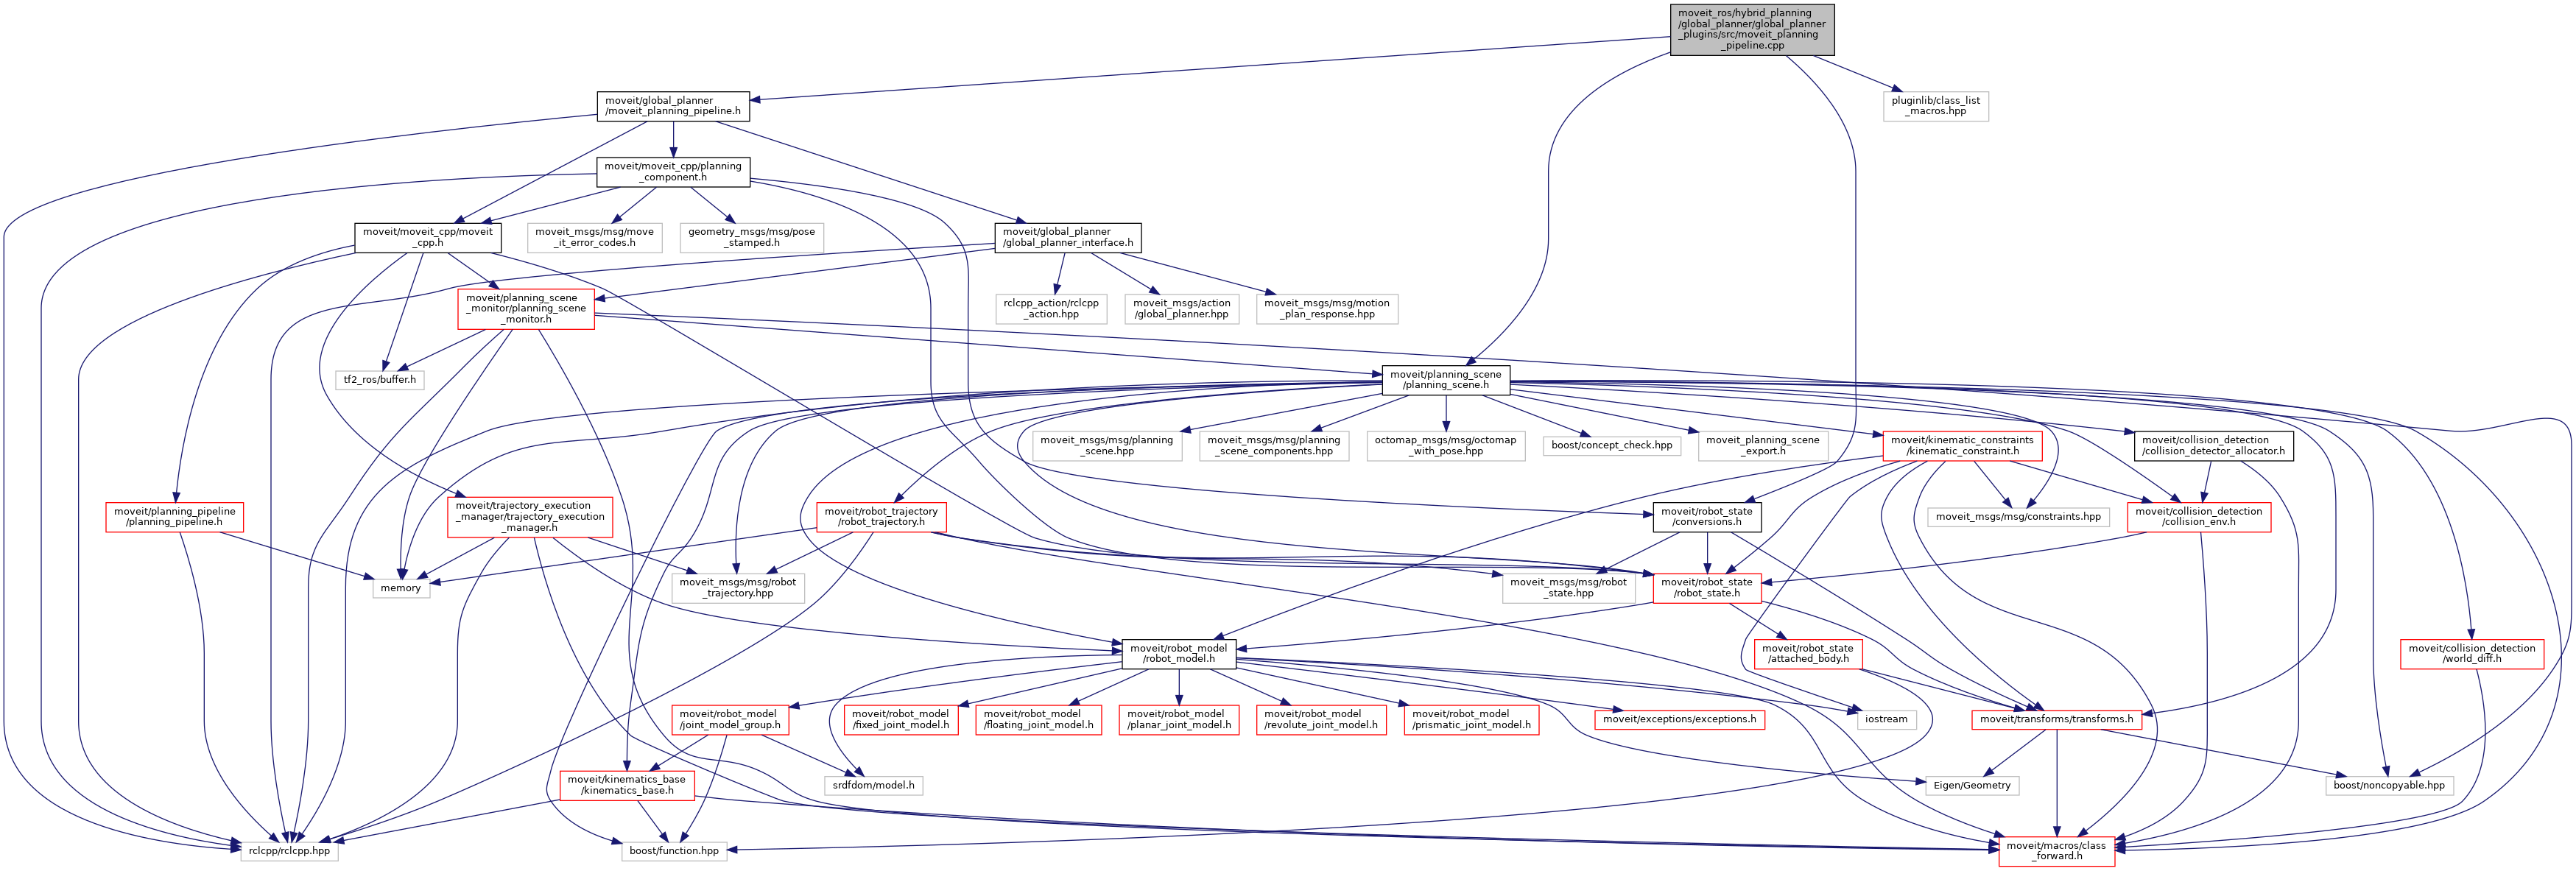 moveit_ros/hybrid_planning
/global_planner/global_planner
_plugins/src/moveit_planning
_pipeline.cpp
moveit/global_planner
/moveit_planning_pipeline.h
pluginlib/class_list
_macros.hpp
moveit/moveit_cpp/planning
_component.h
moveit/moveit_cpp/moveit
_cpp.h
moveit_msgs/msg/move
_it_error_codes.h
geometry_msgs/msg/pose
_stamped.h
moveit/global_planner
/global_planner_interface.h
moveit/planning_scene
_monitor/planning_scene
_monitor.h
rclcpp_action/rclcpp
_action.hpp
moveit_msgs/action
/global_planner.hpp
moveit_msgs/msg/motion
_plan_response.hpp
tf2_ros/buffer.h
moveit/planning_scene
/planning_scene.h
moveit_msgs/msg/planning
_scene.hpp
moveit_msgs/msg/planning
_scene_components.hpp
octomap_msgs/msg/octomap
_with_pose.hpp
boost/concept_check.hpp
moveit_planning_scene
_export.h
moveit/kinematic_constraints
/kinematic_constraint.h
moveit/collision_detection
/collision_detector_allocator.h
moveit/planning_pipeline
/planning_pipeline.h
moveit/trajectory_execution
_manager/trajectory_execution
_manager.h
moveit/robot_trajectory
/robot_trajectory.h
moveit/robot_state
/conversions.h
moveit_msgs/msg/constraints.hpp
moveit/collision_detection
/collision_env.h
memory
moveit_msgs/msg/robot
_trajectory.hpp
moveit_msgs/msg/robot
_state.hpp
moveit/robot_state
/robot_state.h
moveit/robot_model
/robot_model.h
moveit/robot_state
/attached_body.h
moveit/collision_detection
/world_diff.h
moveit/robot_model
/joint_model_group.h
moveit/robot_model
/fixed_joint_model.h
moveit/robot_model
/floating_joint_model.h
moveit/robot_model
/planar_joint_model.h
moveit/robot_model
/revolute_joint_model.h
moveit/robot_model
/prismatic_joint_model.h
moveit/exceptions/exceptions.h
iostream
moveit/transforms/transforms.h
moveit/kinematics_base
/kinematics_base.h
srdfdom/model.h
Eigen/Geometry
boost/noncopyable.hpp
rclcpp/rclcpp.hpp
boost/function.hpp
moveit/macros/class
_forward.h